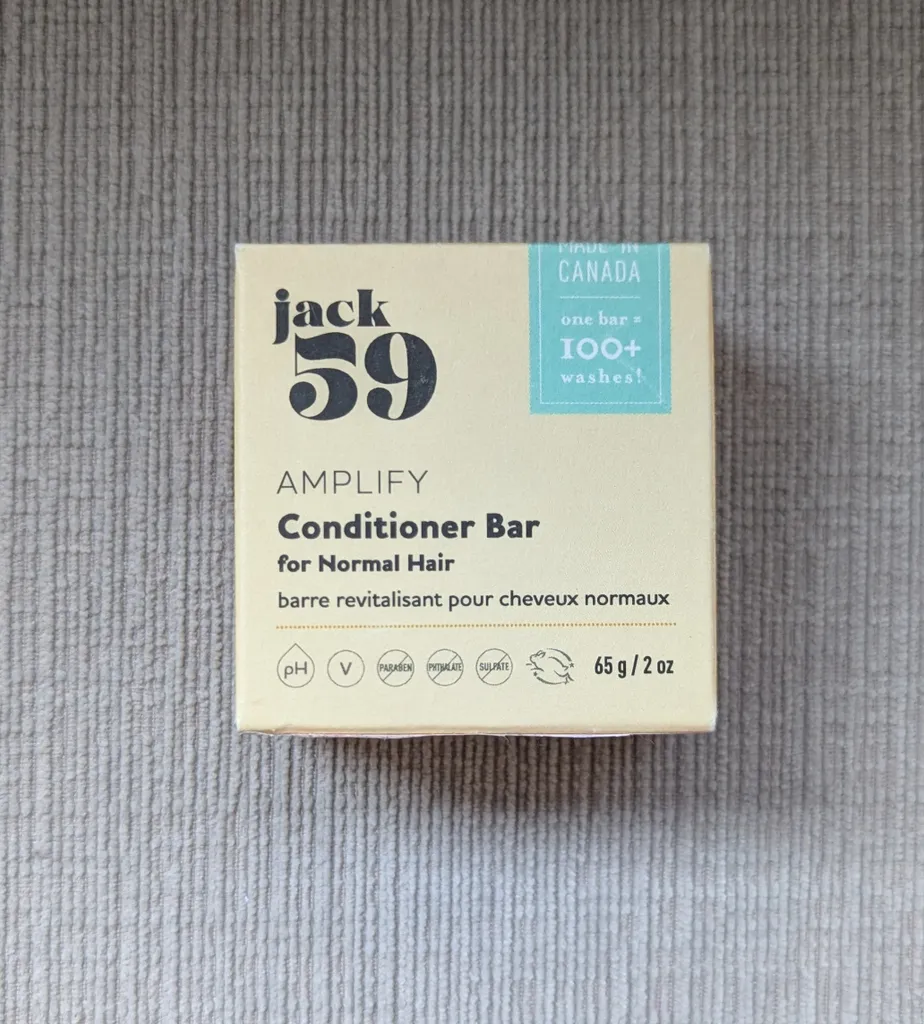 jack
59
MADE IN
CANADA
one bar =
100+
washes!
AMPLIFY
Conditioner Bar
for Normal Hair
barre revitalisant pour cheveux normaux
pH V PARABEN PHTHALATE SULFATE 65 g / 2 oz